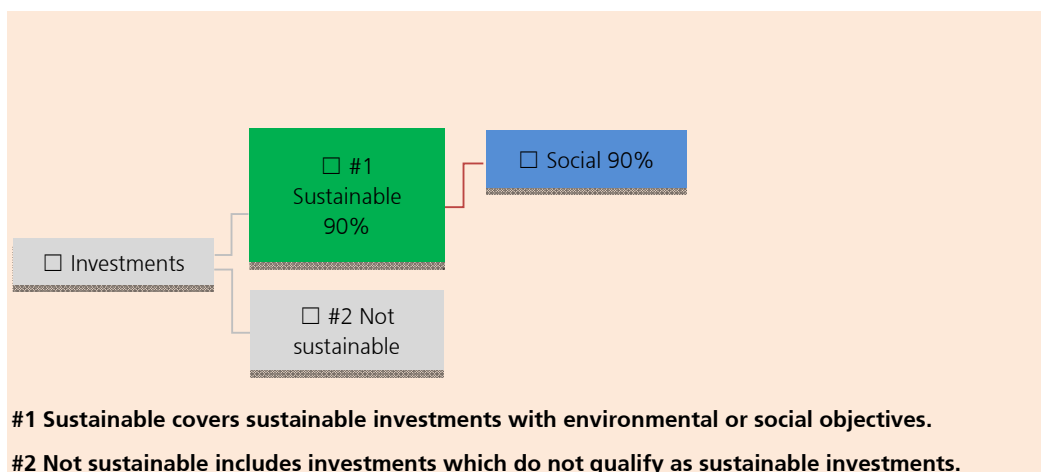 ☐ #1
Sustainable
90%
☐ Social 90%
☐ Investments
☐ #2 Not
sustainable
#1 Sustainable covers sustainable investments with environmental or social objectives.
#2 Not sustainable includes investments which do not qualify as sustainable investments.